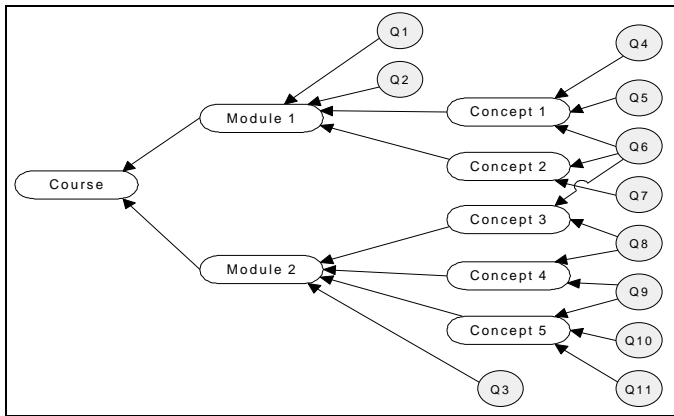 Q1
Q4
Q2
Q5
Module 1
Concept 1
Q6
Concept 2
Course
Q7
Concept 3
Q8
Module 2
Concept 4
Q9
Concept 5
Q10
Q3
Q11